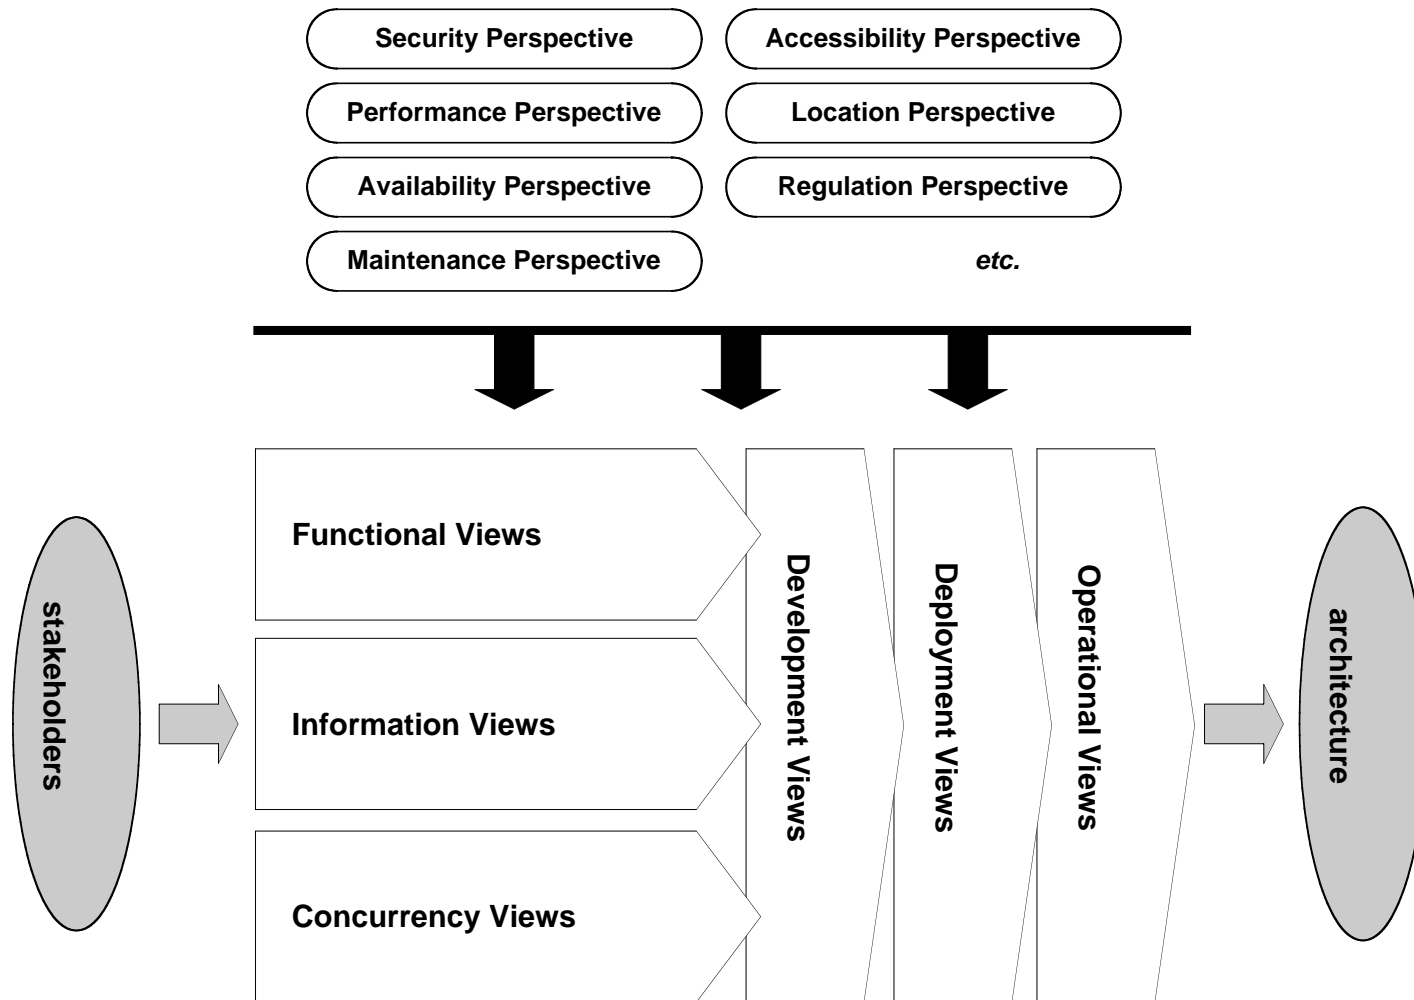 Security Perspective
Accessibility Perspective
Performance Perspective
Location Perspective
Availability Perspective
Regulation Perspective
Maintenance Perspective
etc.
stakeholders
Functional Views
Information Views
Concurrency Views
Development Views
Deployment Views
Operational Views
architecture